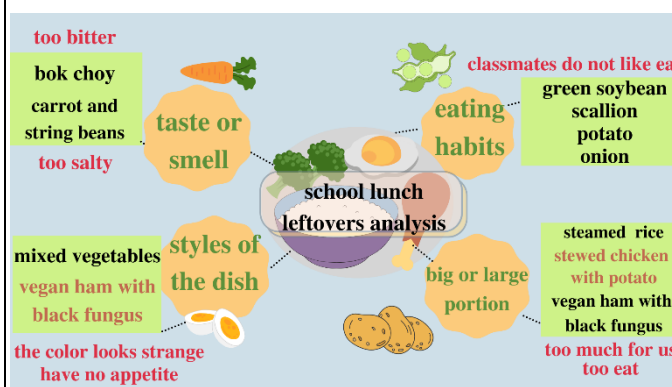 too bitter
bok choy
carrot and
string beans
too salty
taste or
smell
classmates do not like
green soybean
scallion
potato
onion
eating
habits
school lunch
leftovers analysis
mixed vegetables
vegan ham with
black fungus
the color looks strange
have no appetite
styles of
the dish
big or large
portion
steamed rice
stewed chicken
with potato
vegan ham with
black fungus
too much for us
too eat